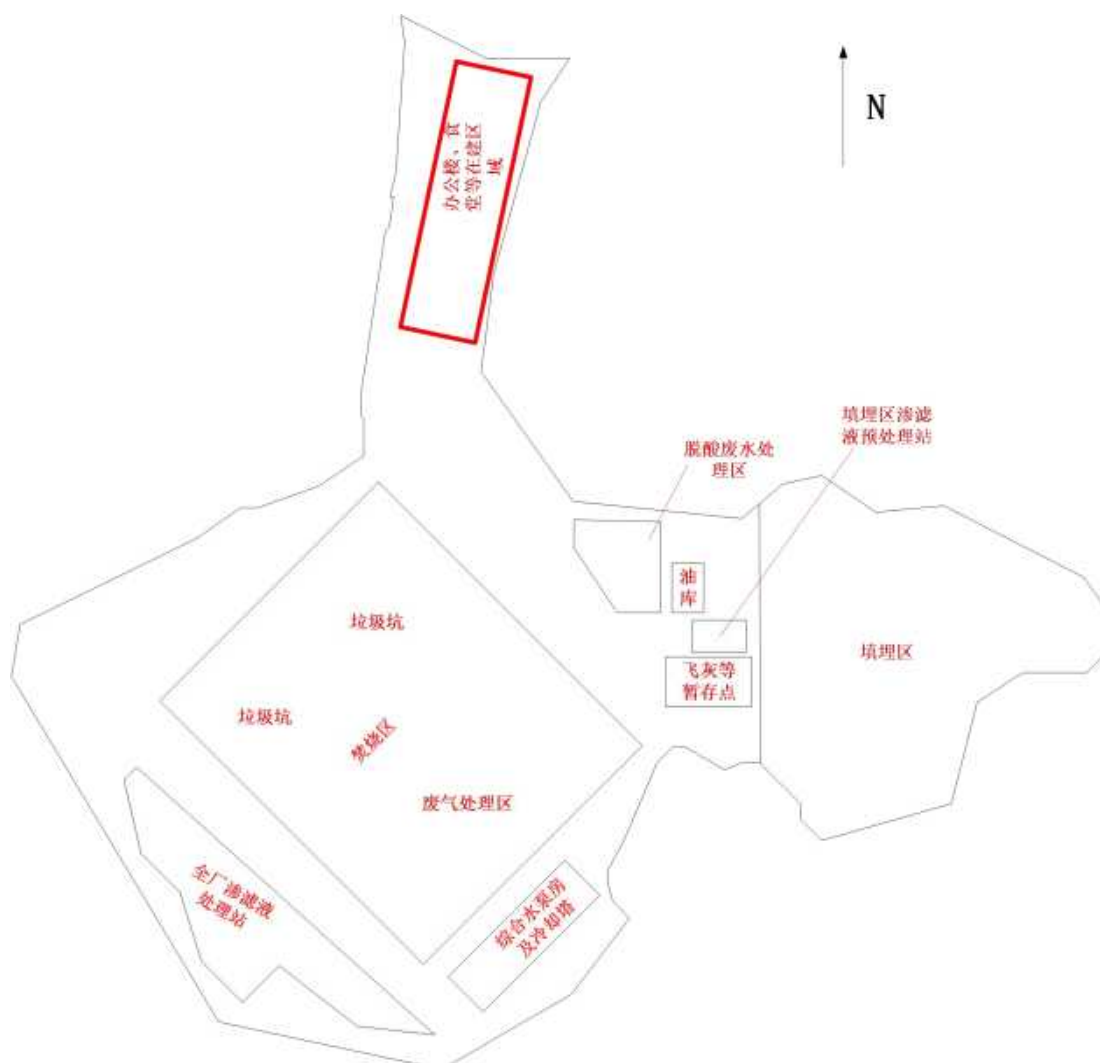 办公楼、食
堂等在建区
域
N
填埋区渗滤
液预处理站
脱酸废水处
理区
油
库
垃圾坑
填埋区
飞灰等
暂存点
垃圾坑
焚烧区
废气处理区
全厂渗滤液
处理站
综合水泵房
及冷却塔